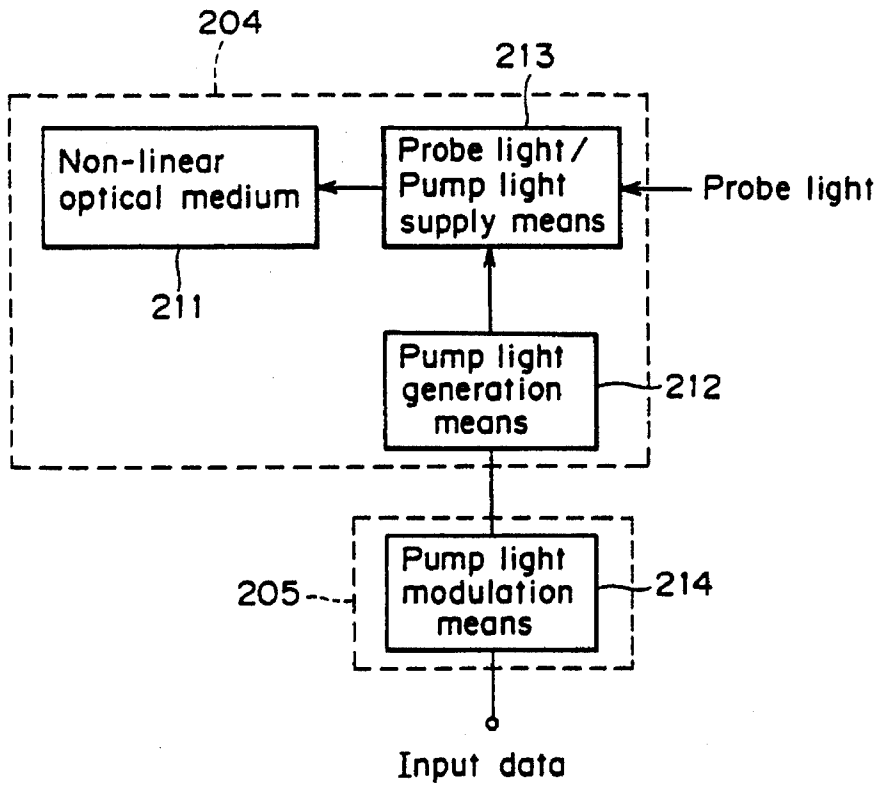 204
213
Non-linear
optical medium
Probe light/
Pump light
supply means
Probe light
211
Pump light
generation
means
212
Pump light
modulation
means
205
214
Input data